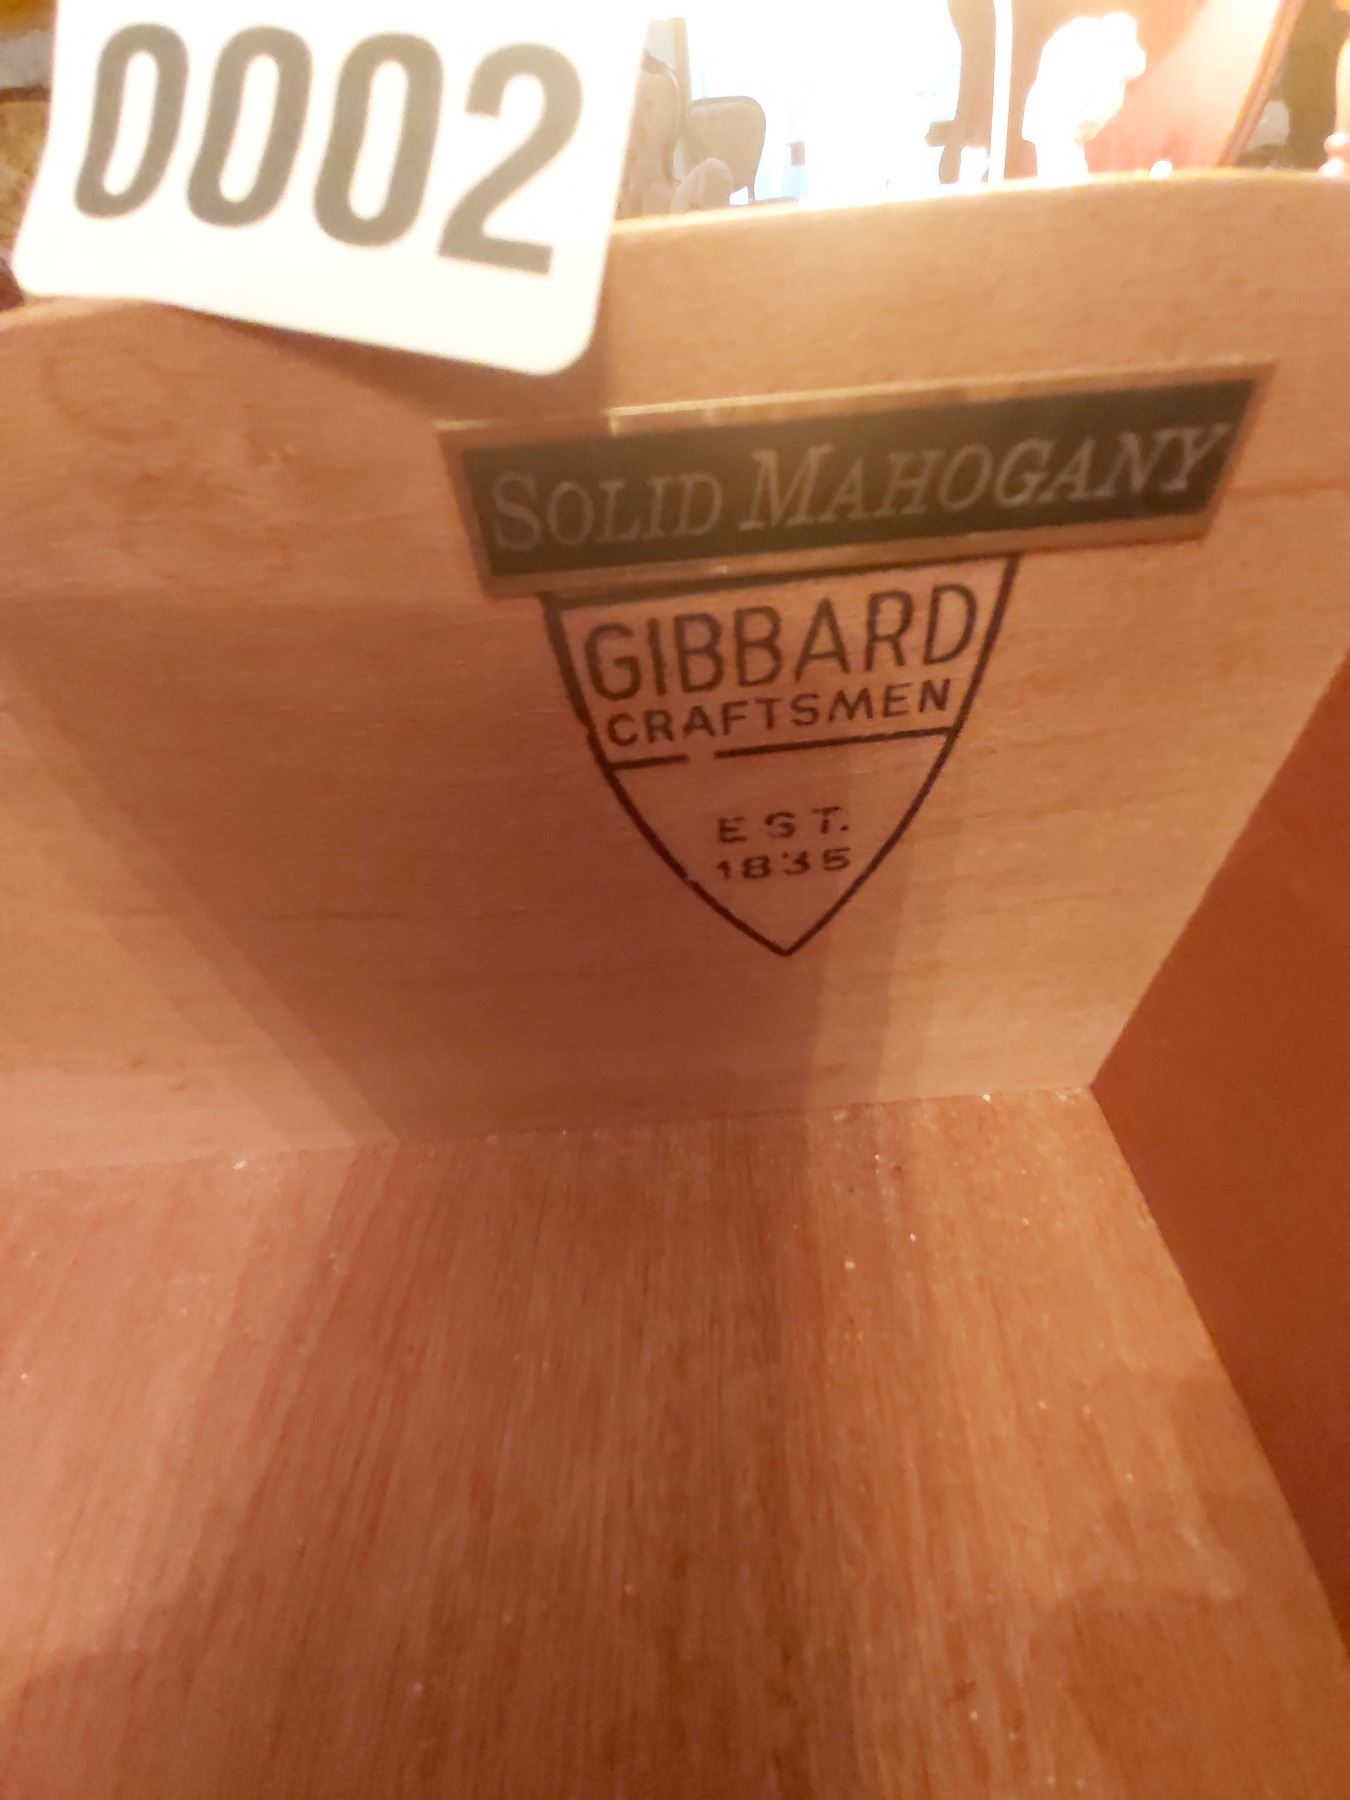 0002
SOLID MAHOGANY
GIBBARD
CRAFTSMEN
EST.
1835